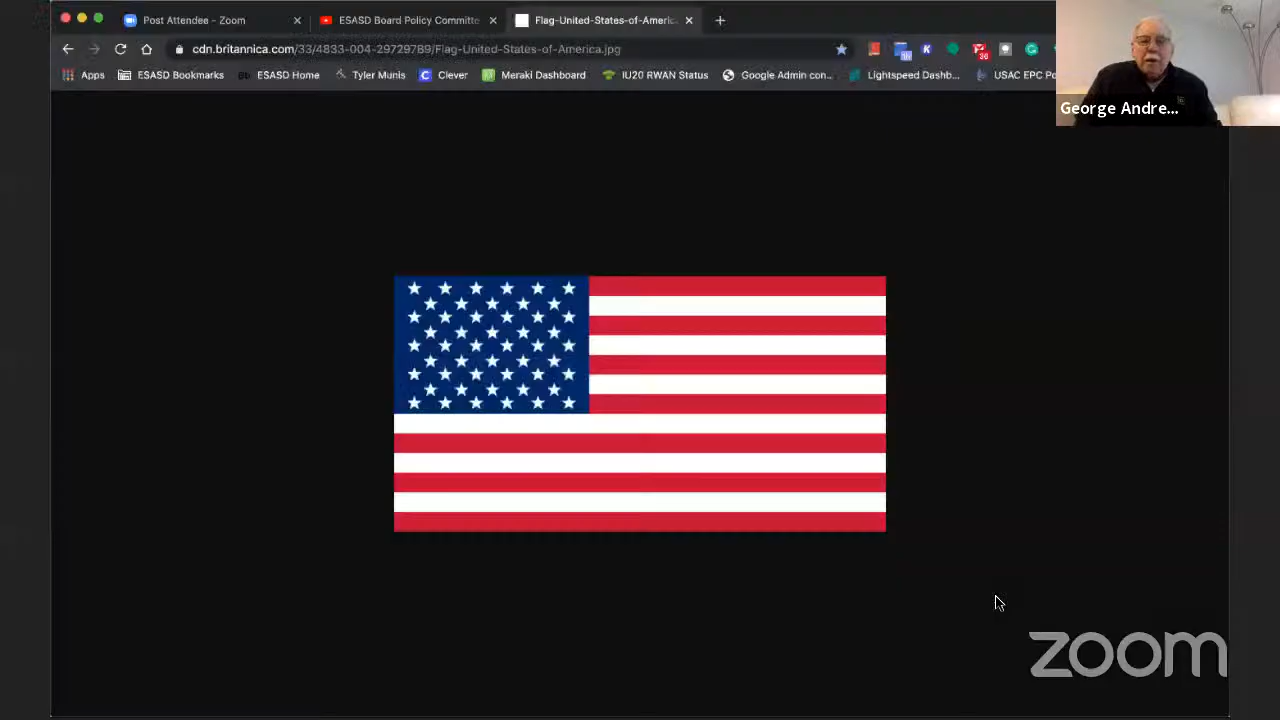 Post Attendee - Zoom
ESASD Board Policy Committe
Flag-United-States-of-Americ
cdn.britannica.com/33/4833-004-29729789/Flag-United-States-of-America.jpg
36
Apps
ESASD Bookmarks
ESASD Home
Tyler Munis
Clever
Meraki Dashboard
IU20 RWAN Status
Google Admin con...
Lightspeed Dashb...
USAC EPC Po
George Andre...
zoom